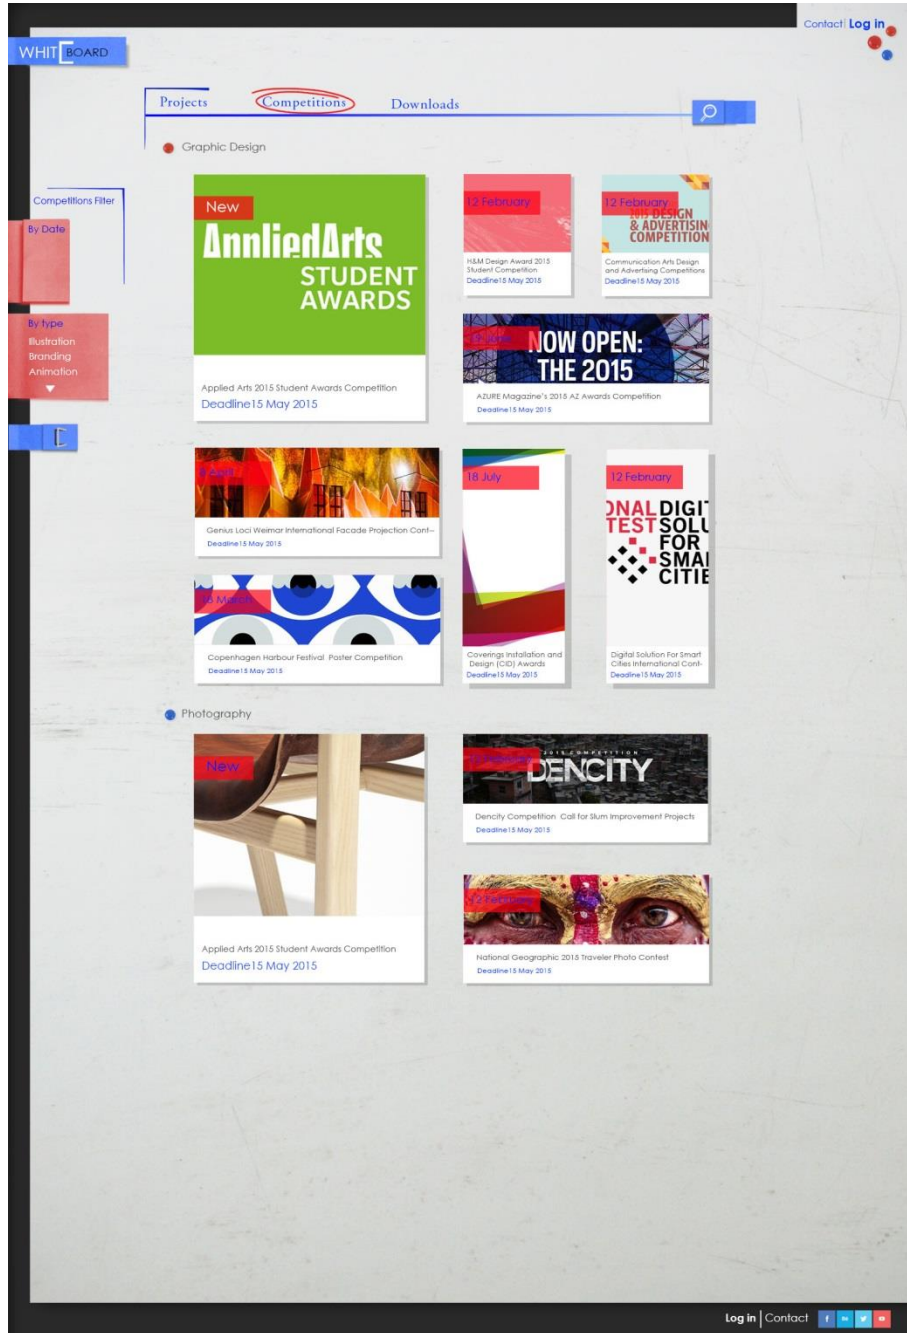 Contact| Log in
WHITEBOARD
Projects
Competitions
Downloads
Graphic Design
Competitions Filter
By Date
By type
Illustration
Branding
Animation
New
AppliedArts
STUDENT
AWARDS
Applied Arts 2015 Student Awards Competition
Deadline15 May 2015
12 February
H&M Design Award 2015
Student Competition
Deadline15 May 2015
12 February
2015 DESIGN
& ADVERTISIN
COMPETITION
Communication Arts Design
and Advertising Competitions
Deadline15 May 2015
NOW OPEN:
THE 2015
AZURE Magazine's 2015 AZ Awards Competition
Deadline15 May 2015
April
Genius Loci Weimar International Facade Projection Cont--
Deadline15 May 2015
16 March
Copenhagen Harbour Festival Poster Competition
Deadline15 May 2015
18 July
Coverings Installation and
Design (CID) Awards
Deadline15 May 2015
12 February
ONAL DIGIT
TEST SOLU
FOR
SMAR
CITIE
Digital Solution For Smart
Cities International Cont-
Deadline15 May 2015
Photography
New
Applied Arts 2015 Student Awards Competition
Deadline15 May 2015
2015 COMPETITION
DENCITY
Dencity Competition Call for Slum Improvement Projects
Deadline15 May 2015
12 February
National Geographic 2015 Traveler Photo Contest
Deadline15 May 2015
Log in | Contact